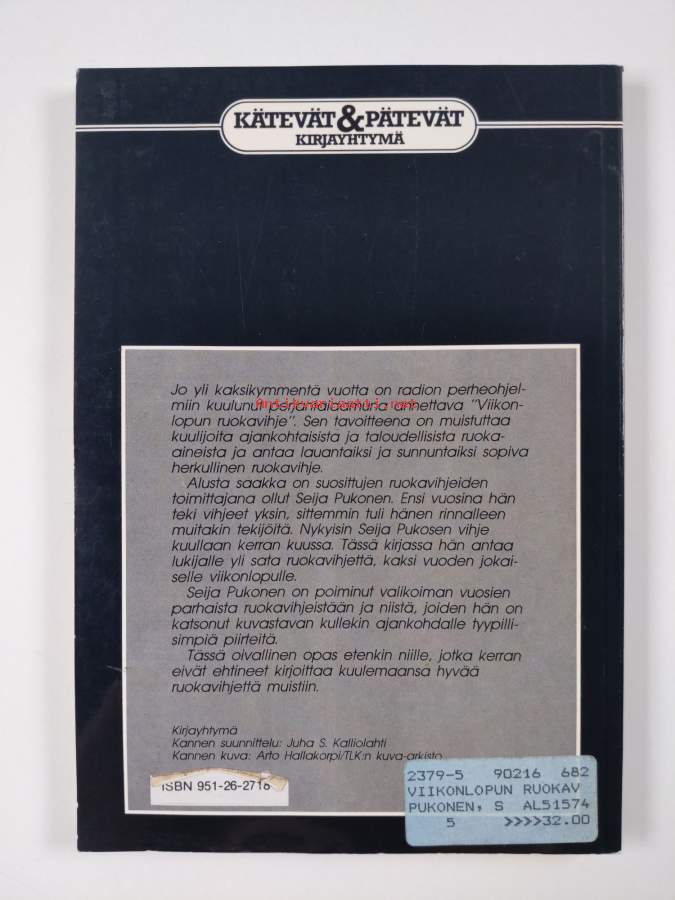 KÄTEVÄT & PÄTEVÄT
KIRJAYHTYMÄ
Jo yli kaksikymmentä vuotta on radion perheohjel-
miin kuulunut perjantaiaamuna annettava "Viikon-
Antikvariaatti.net
lopun ruokavihje". Sen tavoitteena on muistuttaa
kuulijoita ajankohtaisista ja taloudellisista ruoka-
aineista ja antaa lauantaiksi ja sunnuntaiksi sopiva
herkullinen ruokavihje.
Alusta saakka on suosittujen ruokavihjeiden
toimittajana ollut Seija Pukonen. Ensi vuosina hän
teki vihjeet yksin, sittemmin tuli hänen rinnalleen
muitakin tekijöitä. Nykyisin Seija Pukosen vihje
kuullaan kerran kuussa. Tässä kirjassa hän antaa
lukijalle yli sata ruokavihjettä, kaksi vuoden jokai-
selle viikonlopulle.
Seija Pukonen on poiminut valikoiman vuosien
parhaista ruokavihjeistään ja niistä, joiden hän on
katsonut kuvastavan kullekin ajankohdalle tyypilli-
simpiä piirteitä.
Tässä oivallinen opas etenkin niille, jotka kerran
eivät ehtineet kirjoittaa kuulemaansa hyvää
ruokavihjettä muistiin.
Kirjayhtymä
Kannen suunnittelu: Juha S. Kalliolahti
Kannen kuva: Arto Hallakorpi/TLK:n kuva-arkisto
ISBN 951-26-2718
2379-5 90216 682
VIIKONLOPUN RUOKAV
PUKONEN, S AL51574
5 >>>>32.00